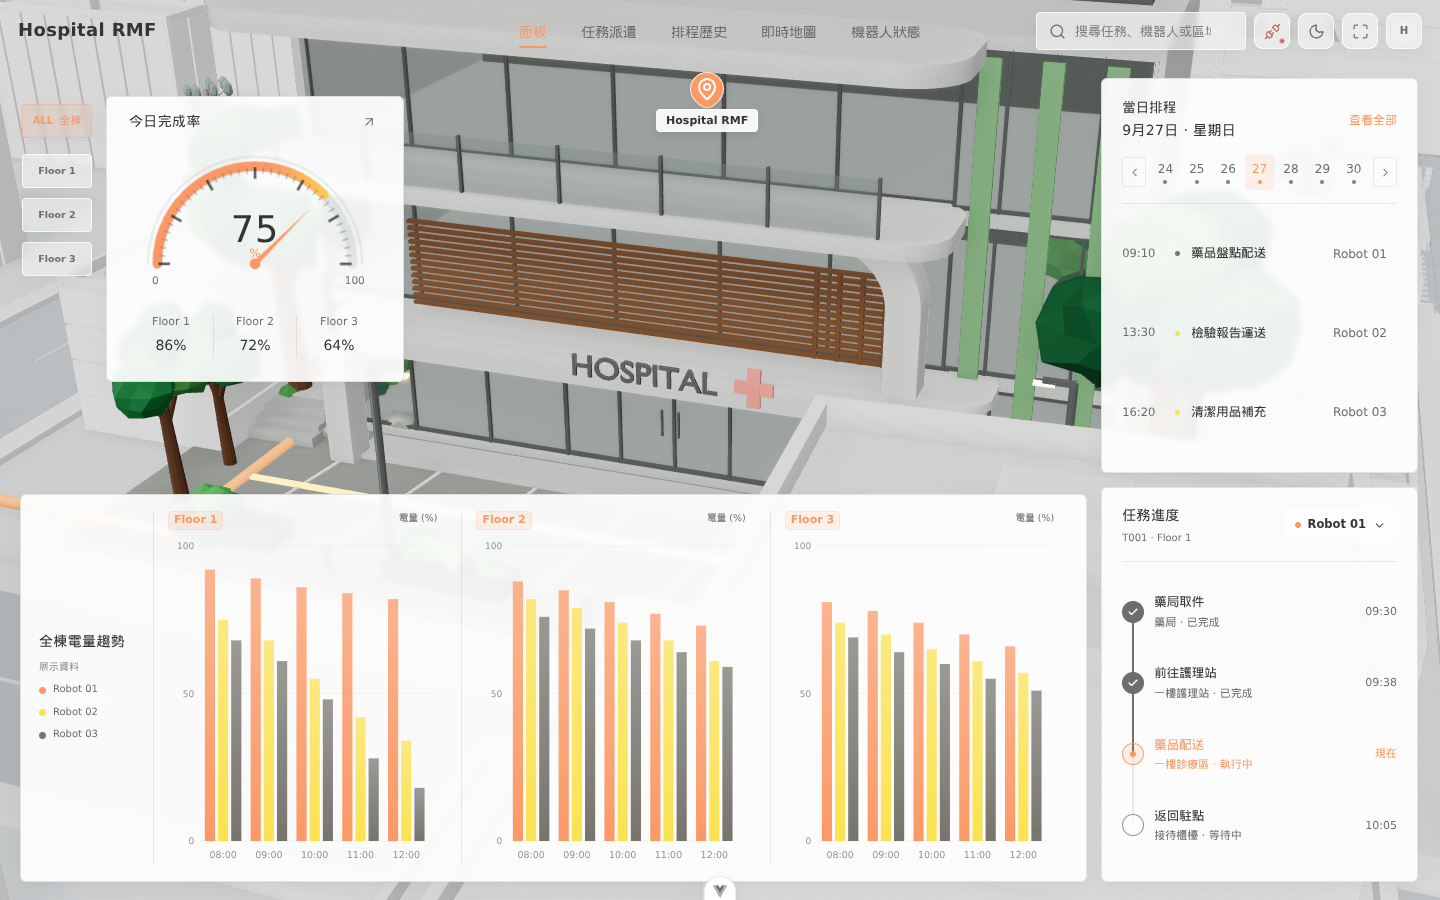 Hospital RMF
面板
任務派遣
排程歷史
即時地圖
機器人狀態
搜尋任務、機器人或區
H
ALL 全棟
Floor 1
Floor 2
Floor 3
今日完成率
75
%
0
100
Floor 1
Floor 2
Floor 3
86%
72%
64%
Hospital RMF
HOSPITAL
當日排程
9月27日 · 星期日
查看全部
24
25
26
27
28
29
30
09:10
藥品盤點配送
Robot 01
13:30
檢驗報告運送
Robot 02
16:20
清潔用品補充
Robot 03
全棟電量趨勢
展示資料
Robot 01
Robot 02
Robot 03
Floor 1
電量 (%)
100
50
0
08:00
09:00
10:00
11:00
12:00
Floor 2
電量 (%)
100
50
0
08:00
09:00
10:00
11:00
12:00
Floor 3
電量 (%)
100
50
0
08:00
09:00
10:00
11:00
12:00
任務進度
T001 · Floor 1
Robot 01
藥局取件
藥局 · 已完成
09:30
前往護理站
一樓護理站 · 已完成
09:38
藥品配送
一樓診療區 · 執行中
現在
返回駐點
接待櫃檯 · 等待中
10:05